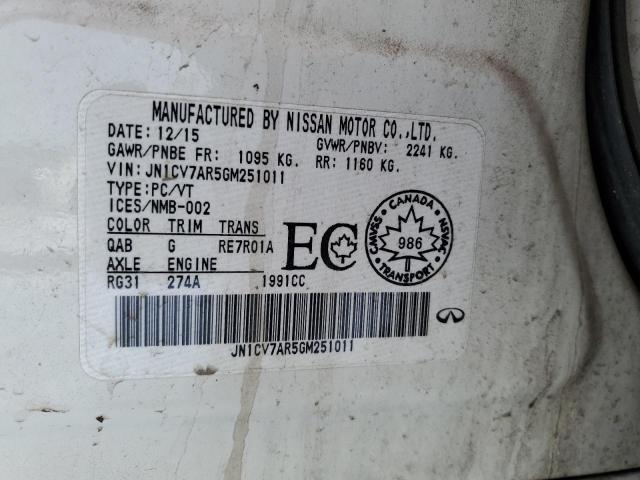 MANUFACTURED BY NISSAN MOTOR CO.,LTD.
DATE: 12/15 GVWR/PNBV: 2241 KG.
GAWR/PNBE FR: 1095 KG. RR: 1160 KG.
VIN: JN1CV7AR5GM251011
TYPE: PC/VT
ICES/NMB-002
COLOR TRIM TRANS
QAB G RE7R01A
AXLE ENGINE
RG31 274A 1991CC
EC
CANADA
CMVSS NSVAC
986
TRANSPORT
JN1CV7AR5GM251011